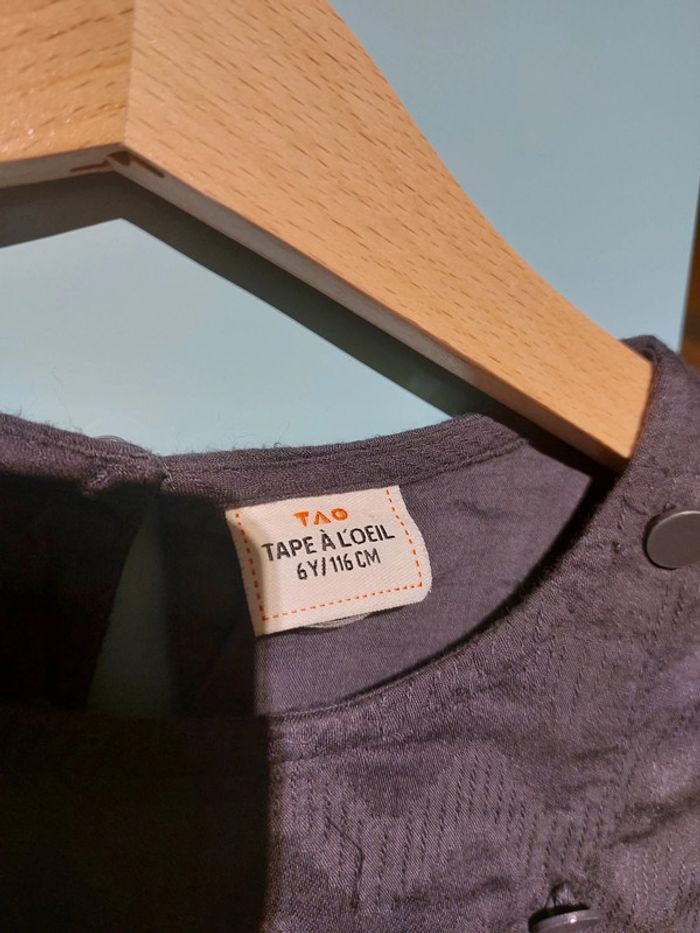 TAO
TAPE À L'OEIL
6Y/116 CM